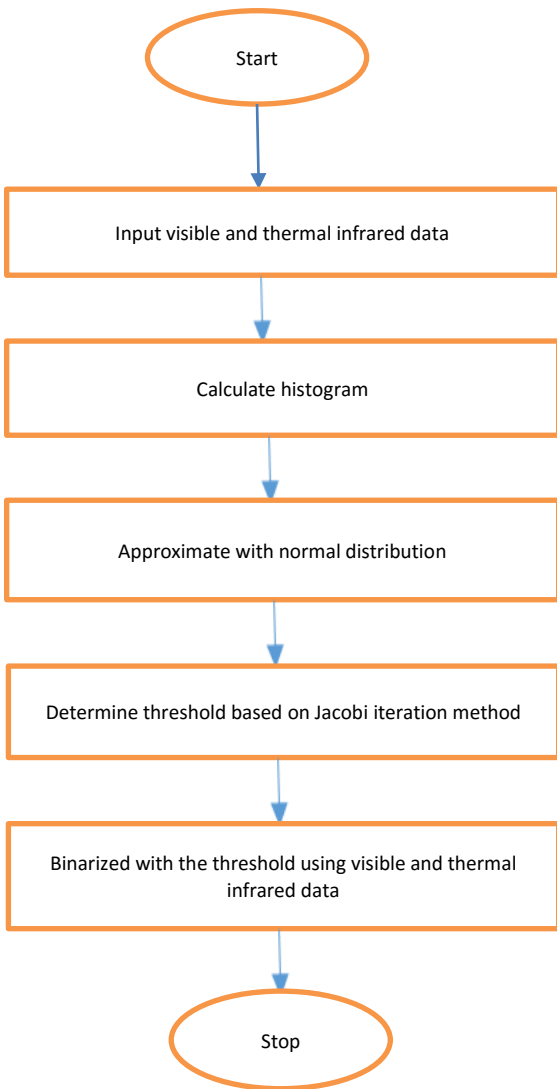 Start
Input visible and thermal infrared data
Calculate histogram
Approximate with normal distribution
Determine threshold based on Jacobi iteration method
Binarized with the threshold using visible and thermal
infrared data
Stop